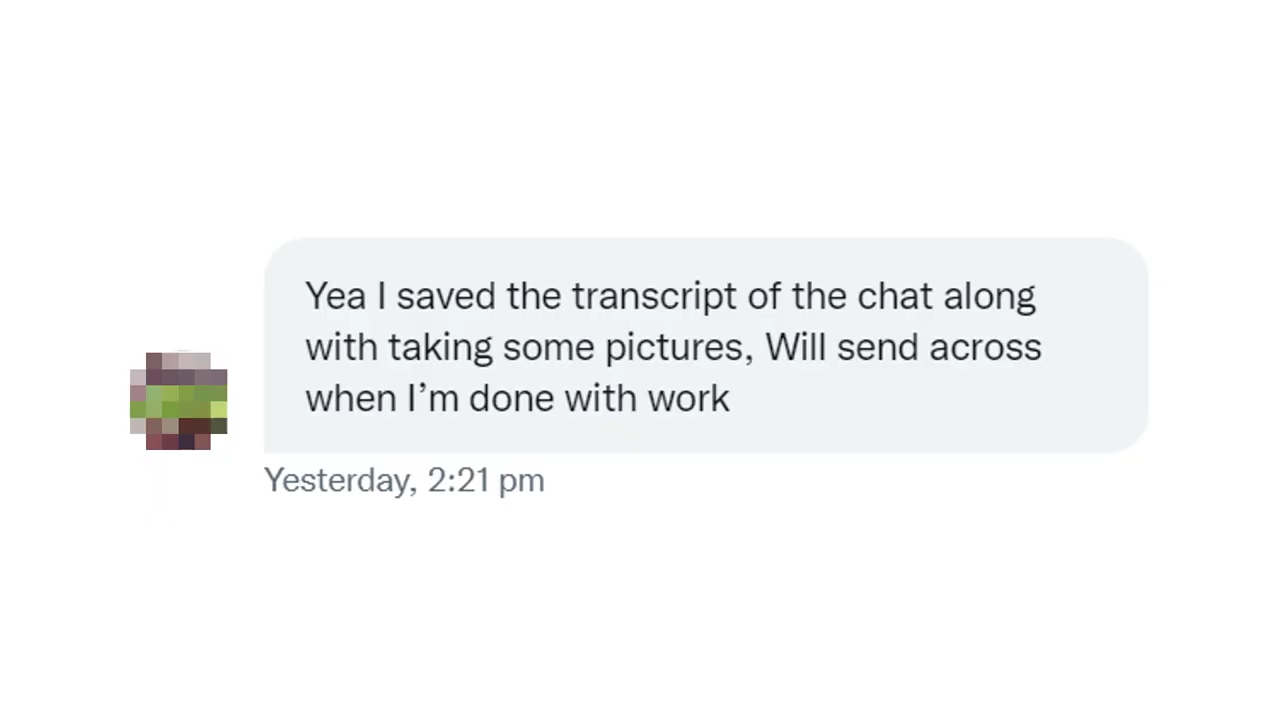 Yea I saved the transcript of the chat along
with taking some pictures, Will send across
when I’m done with work
Yesterday, 2:21 pm